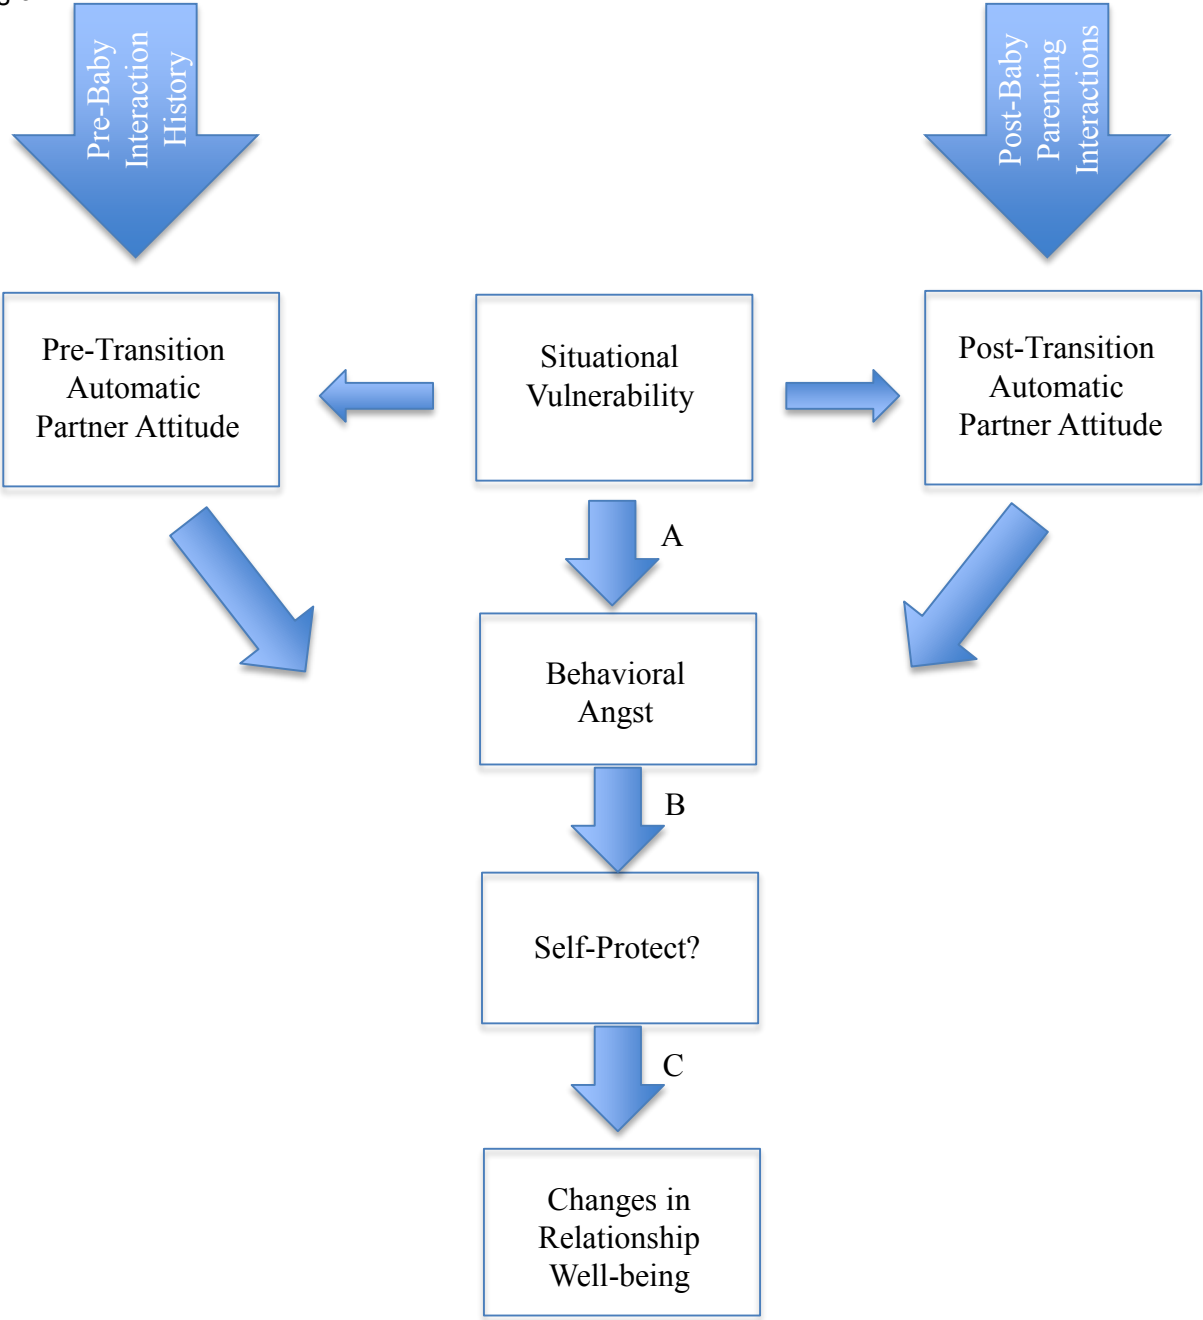 Pre-Baby
Interaction
History
Post-Baby
Parenting
Interactions
Pre-Transition
Automatic
Partner Attitude
Situational
Vulnerability
Post-Transition
Automatic
Partner Attitude
A
Behavioral
Angst
B
Self-Protect?
C
Changes in
Relationship
Well-being